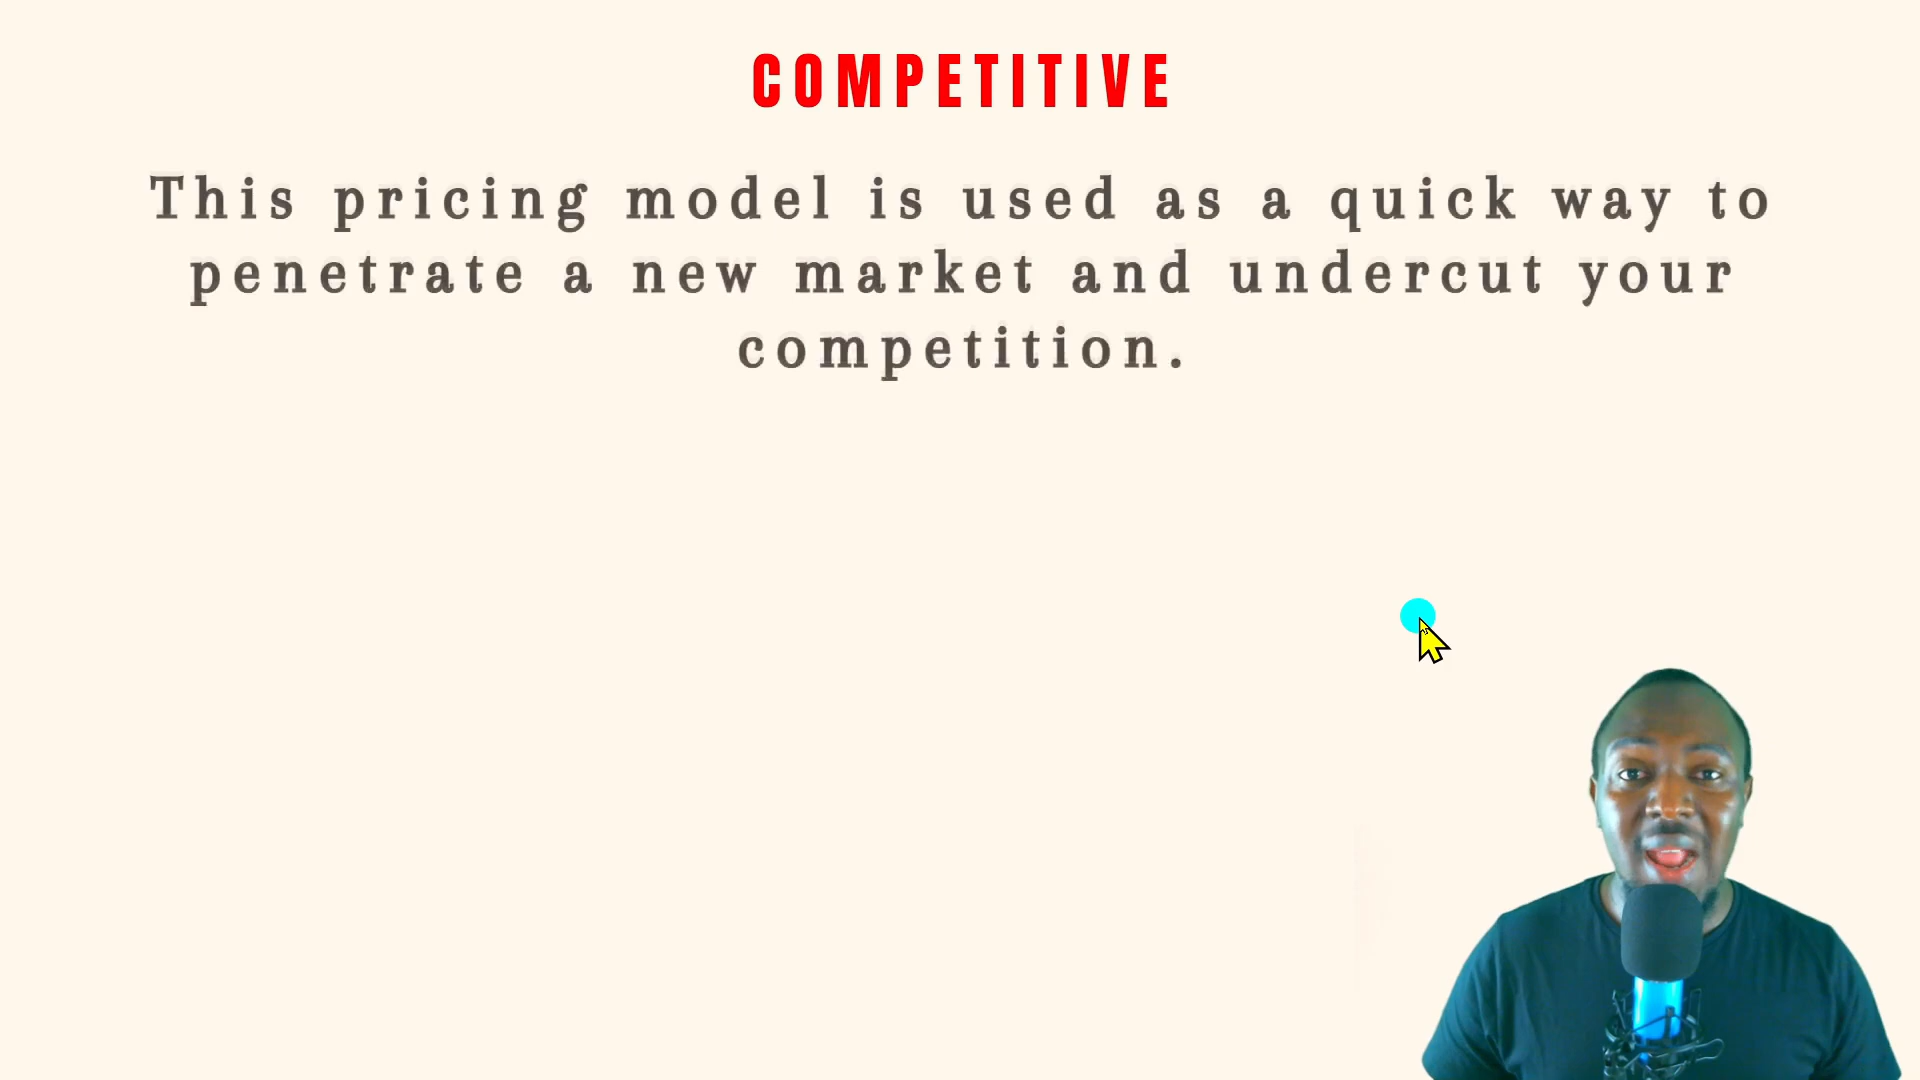 COMPETITIVE
This pricing model is used as a quick way to
penetrate a new market and undercut your
competition.